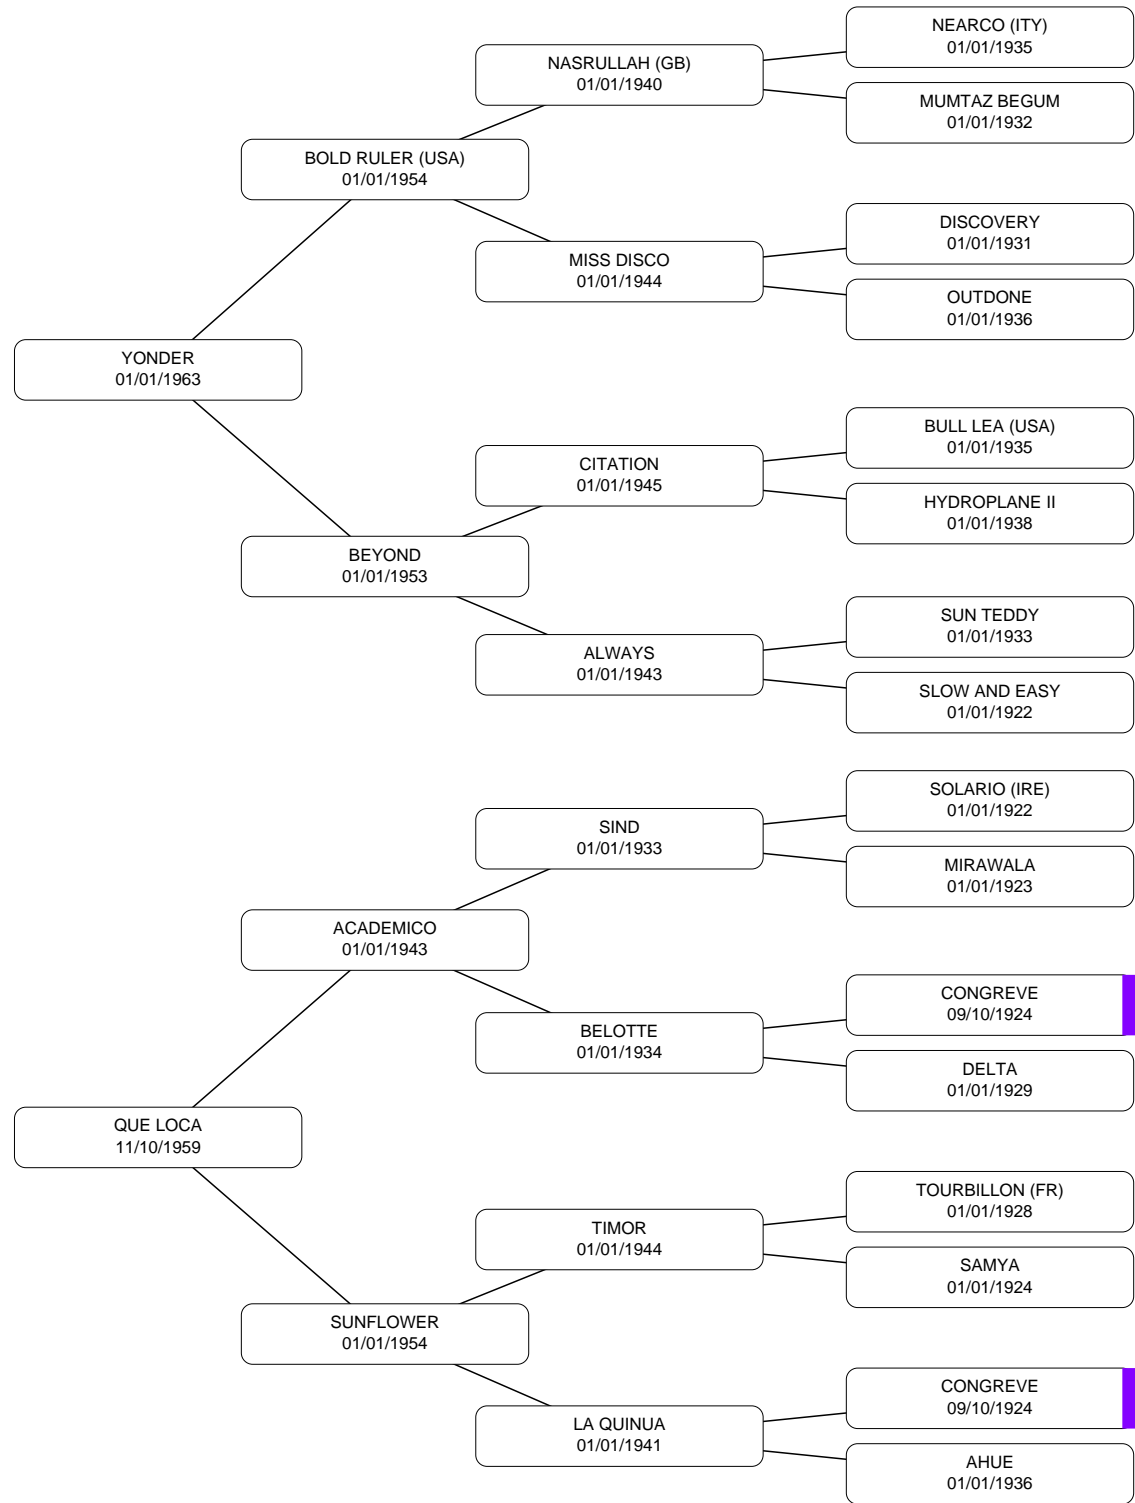 NEARCO (ITY)
01/01/1935
NASRULLAH (GB)
01/01/1940
MUMTAZ BEGUM
01/01/1932
BOLD RULER (USA)
01/01/1954
DISCOVERY
01/01/1931
MISS DISCO
01/01/1944
OUTDONE
01/01/1936
YONDER
01/01/1963
BULL LEA (USA)
01/01/1935
CITATION
01/01/1945
HYDROPLANE II
01/01/1938
BEYOND
01/01/1953
SUN TEDDY
01/01/1933
ALWAYS
01/01/1943
SLOW AND EASY
01/01/1922
SOLARIO (IRE)
01/01/1922
SIND
01/01/1933
MIRAWALA
01/01/1923
ACADEMICO
01/01/1943
CONGREVE
09/10/1924
BELOTTE
01/01/1934
DELTA
01/01/1929
QUE LOCA
11/10/1959
TOURBILLON (FR)
01/01/1928
TIMOR
01/01/1944
SAMYA
01/01/1924
SUNFLOWER
01/01/1954
CONGREVE
09/10/1924
LA QUINUA
01/01/1941
AHUE
01/01/1936